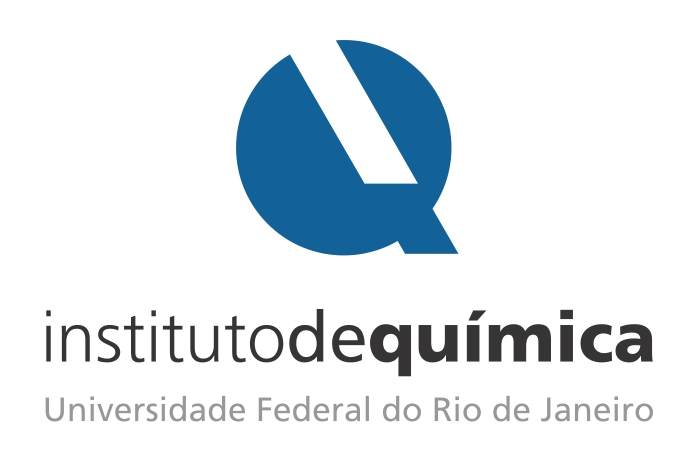 institutodequímica
Universidade Federal do Rio de Janeiro